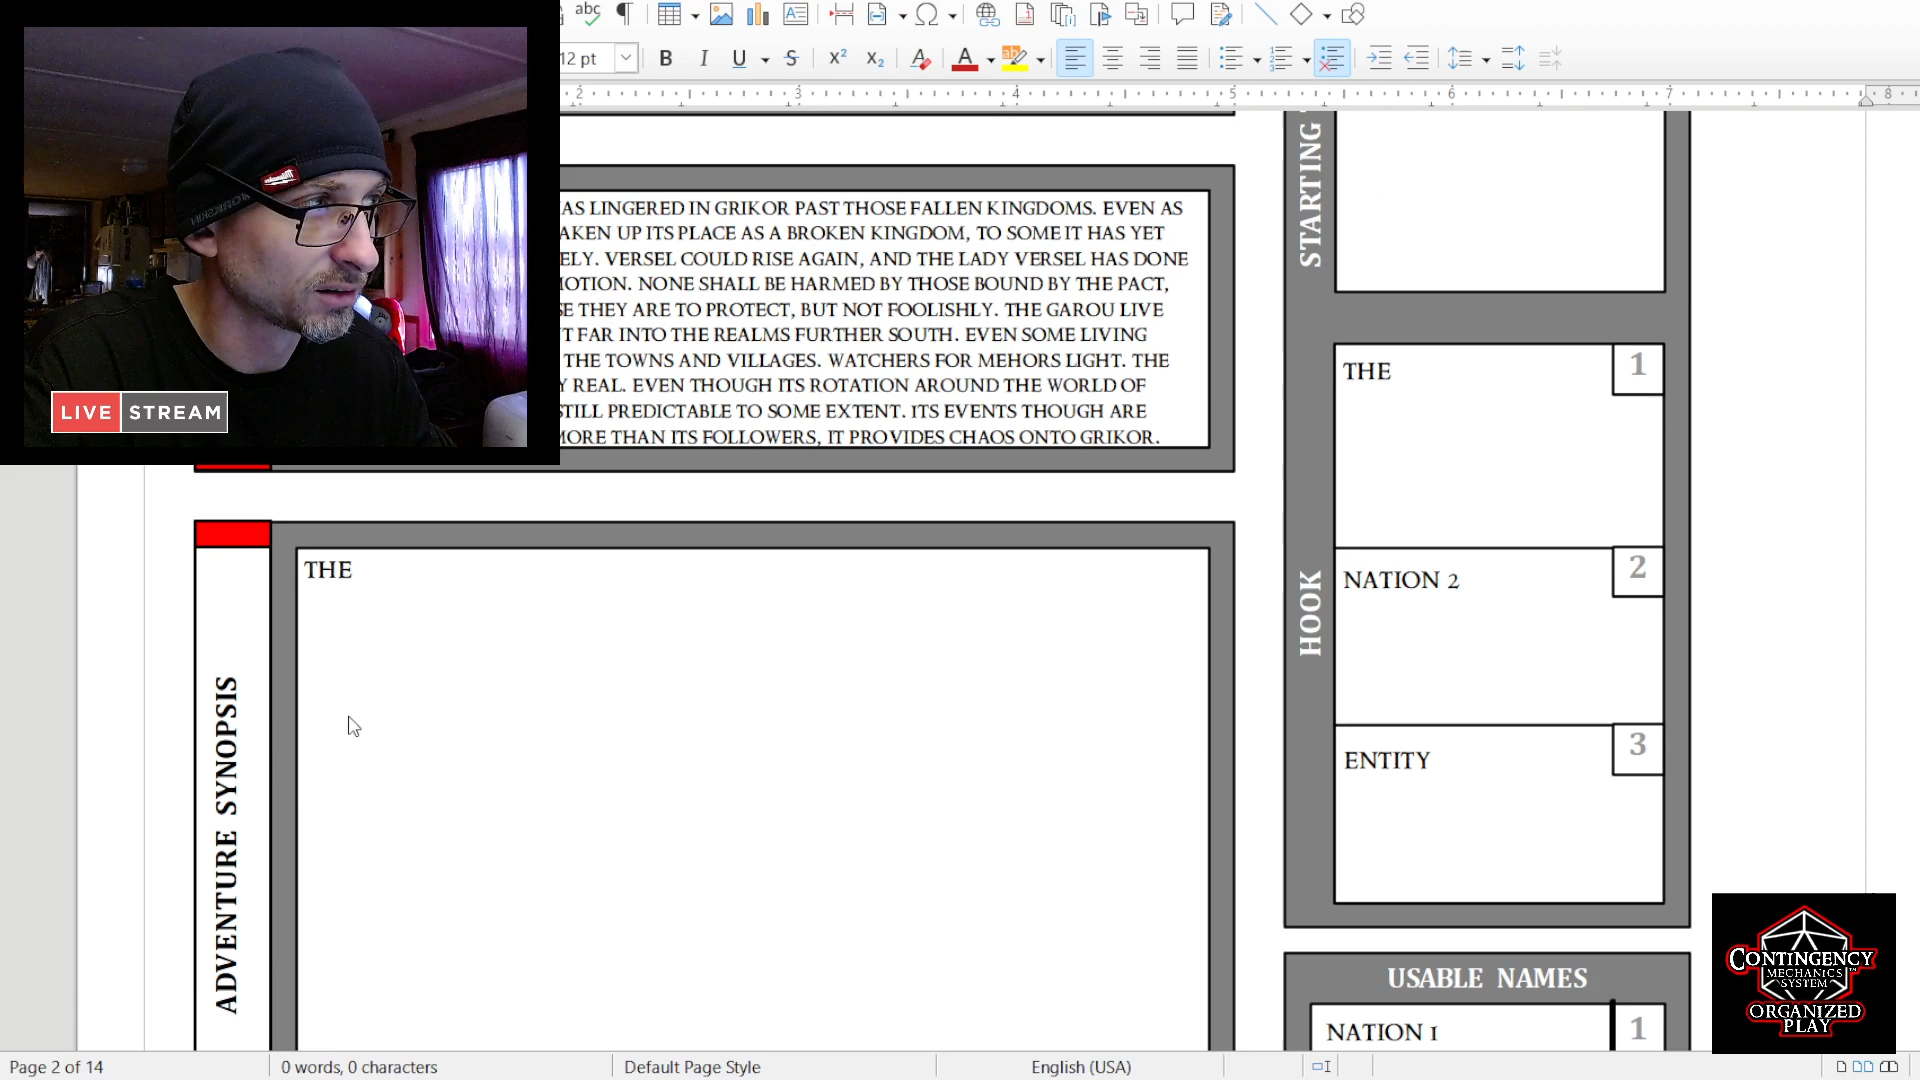 abc
12 pt
B I U S X² X₂ A ab
2 3 4 5 6 7 8
LIVE STREAM
AS LINGERED IN GRIKOR PAST THOSE FALLEN KINGDOMS. EVEN AS
AKEN UP ITS PLACE AS A BROKEN KINGDOM, TO SOME IT HAS YET
ELY. VERSEL COULD RISE AGAIN, AND THE LADY VERSEL HAS DONE
MOTION. NONE SHALL BE HARMED BY THOSE BOUND BY THE PACT,
SE THEY ARE TO PROTECT, BUT NOT FOOLISHLY. THE GAROU LIVE
T FAR INTO THE REALMS FURTHER SOUTH. EVEN SOME LIVING
THE TOWNS AND VILLAGES. WATCHERS FOR MEHORS LIGHT. THE
Y REAL. EVEN THOUGH ITS ROTATION AROUND THE WORLD OF
STILL PREDICTABLE TO SOME EXTENT. ITS EVENTS THOUGH ARE
MORE THAN ITS FOLLOWERS, IT PROVIDES CHAOS ONTO GRIKOR.
ADVENTURE SYNOPSIS
THE
STARTING
HOOK
THE
1
NATION 2
2
ENTITY
3
USABLE NAMES
NATION 1
1
CONTINGENCY
MECHANICS
SYSTEM
ORGANIZED
PLAY
Page 2 of 14
0 words, 0 characters
Default Page Style
English (USA)